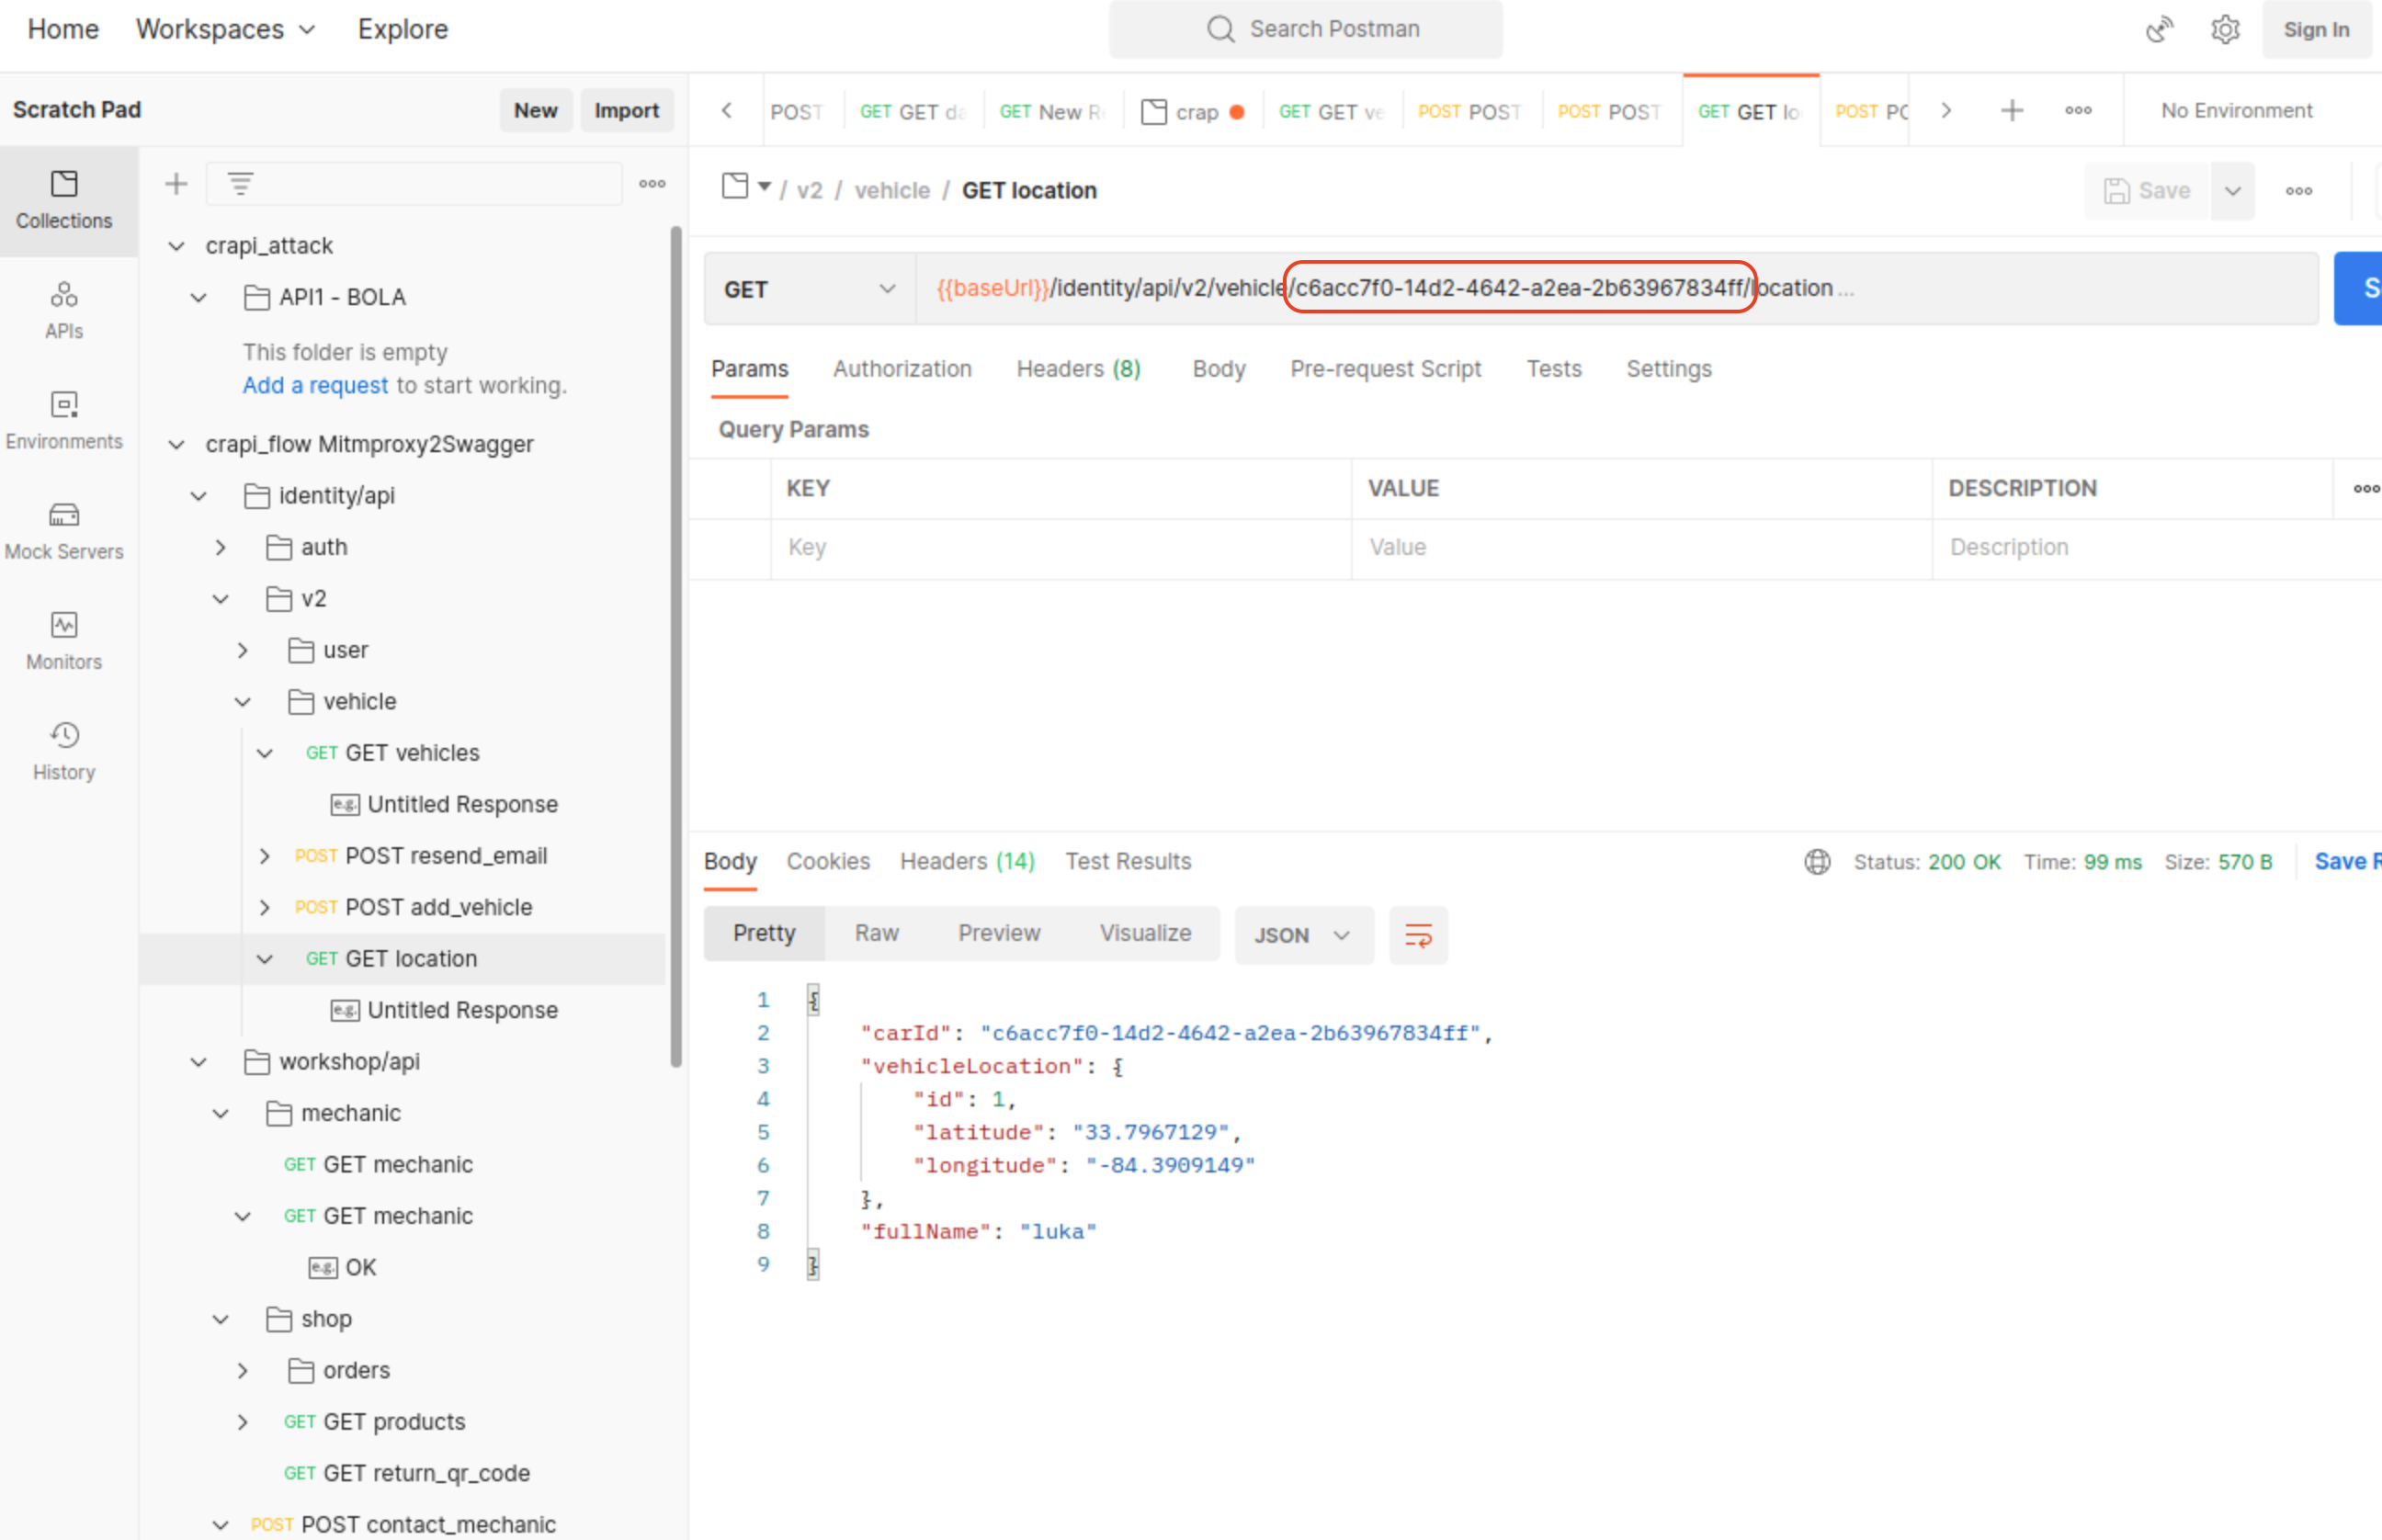 Home Workspaces Explore Search Postman Sign In
Scratch Pad New Import
POST GET GET da GET New Re crap GET GET ve POST POST POST POST GET GET lo POST PO No Environment
Collections
APIs
Environments
Mock Servers
Monitors
History
crapi_attack
API1 - BOLA
This folder is empty
Add a request to start working.
crapi_flow Mitmproxy2Swagger
identity/api
auth
v2
user
vehicle
GET GET vehicles
e.g. Untitled Response
POST POST resend_email
POST POST add_vehicle
GET GET location
e.g. Untitled Response
workshop/api
mechanic
GET GET mechanic
GET GET mechanic
e.g. OK
shop
orders
GET GET products
GET GET return_qr_code
POST POST contact_mechanic
/ v2 / vehicle / GET location Save
GET {{baseUrl}}/identity/api/v2/vehicle/c6acc7f0-14d2-4642-a2ea-2b63967834ff/location ... S
Params Authorization Headers (8) Body Pre-request Script Tests Settings
Query Params
KEY VALUE DESCRIPTION
Key Value Description
Body Cookies Headers (14) Test Results Status: 200 OK Time: 99 ms Size: 570 B Save R
Pretty Raw Preview Visualize JSON
1 {
2 "carId": "c6acc7f0-14d2-4642-a2ea-2b63967834ff",
3 "vehicleLocation": {
4 "id": 1,
5 "latitude": "33.7967129",
6 "longitude": "-84.3909149"
7 },
8 "fullName": "luka"
9 }